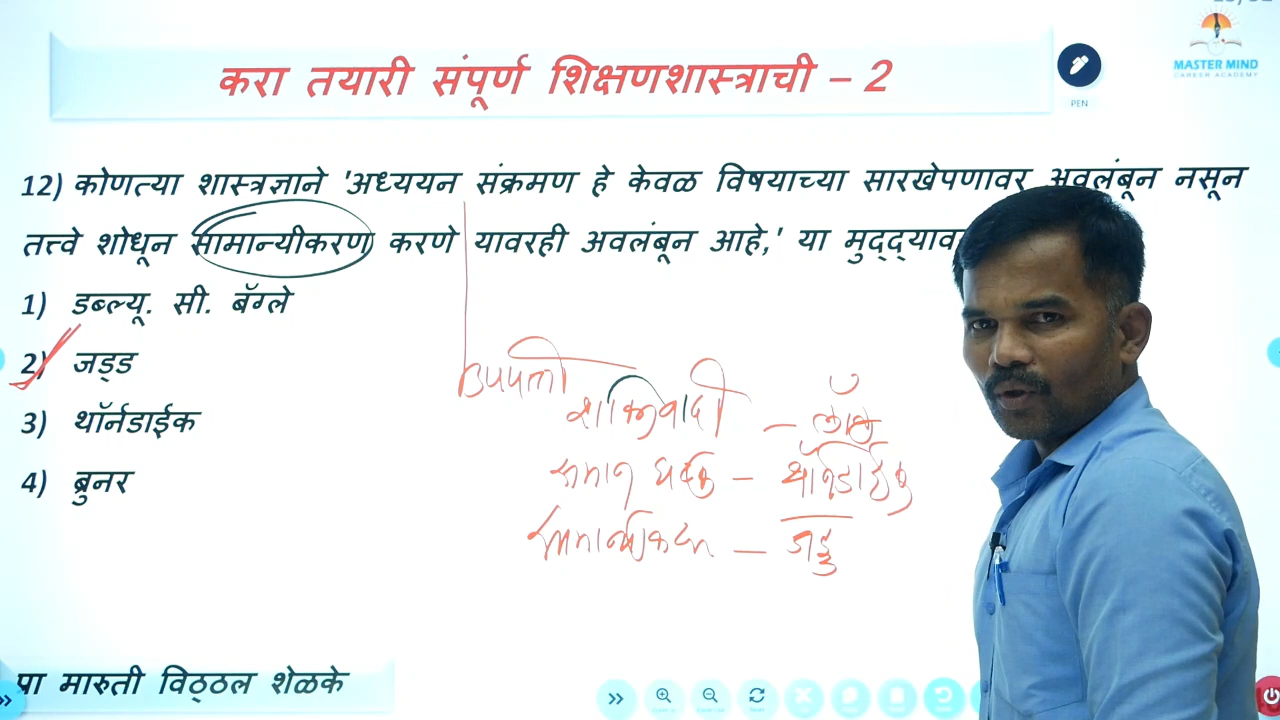 MASTER MIND
CAREER ACADEMY
करा तयारी संपूर्ण शिक्षणशास्त्राची – 2
PEN
12) कोणत्या शास्त्रज्ञाने 'अध्ययन संक्रमण हे केवळ विषयाच्या सारखेपणावर अवलंबून नसून
तत्त्वे शोधून सामान्यीकरण करणे यावरही अवलंबून आहे,' या मुद्द्याव
1) डब्ल्यू. सी. बॅग्ले
2) जड्ड
3) थॉर्नडाईक
4) ब्रुनर
शक्तिवादी – लॉक
समान घटक – थॉर्नडाईक
सामान्यीकरण – जड्ड
प्रा मारुती विठ्ठल शेळके